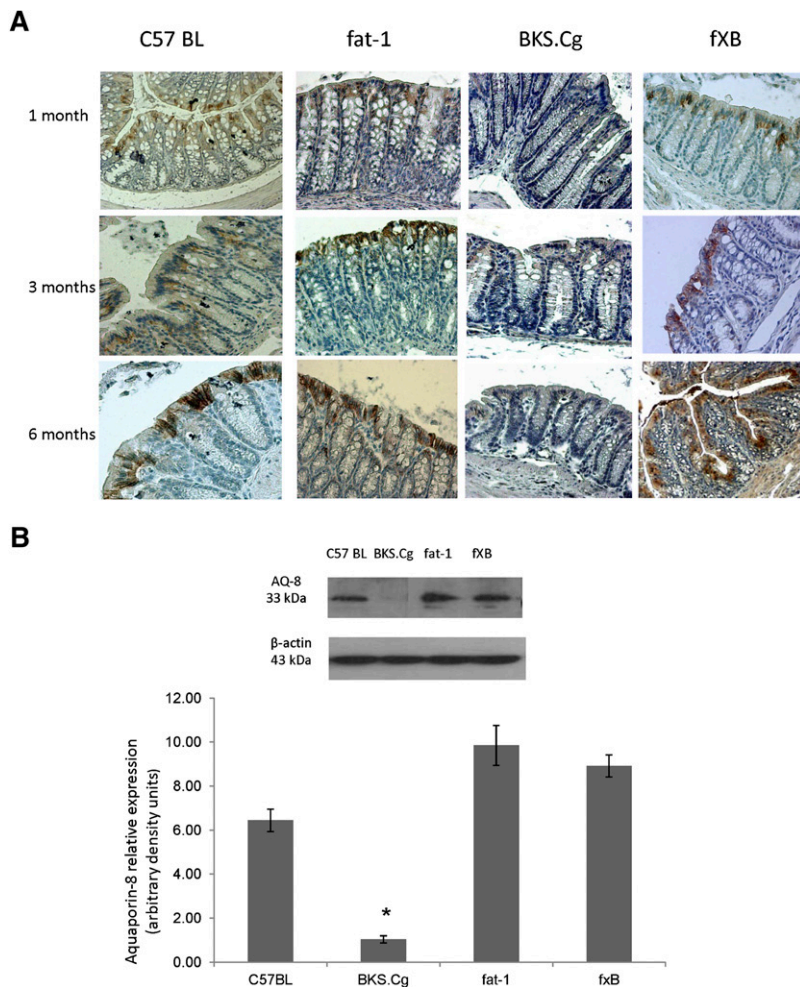 A
C57 BL fat-1 BKS.Cg fXB
1 month
3 months
6 months
B
C57 BL BKS.Cg fat-1 fXB
AQ-8
33 kDa
β-actin
43 kDa
12.00
10.00
8.00
6.00
4.00
2.00
0.00
Aquaporin-8 relative expression
(arbitrary density units)
*
C57BL BKS.Cg fat-1 fxB